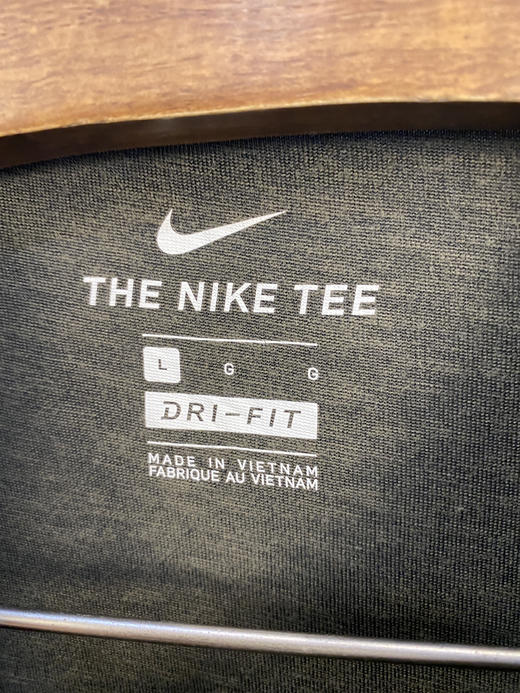 THE NIKE TEE
L G G
DRI-FIT
MADE IN VIETNAM
FABRIQUE AU VIETNAM